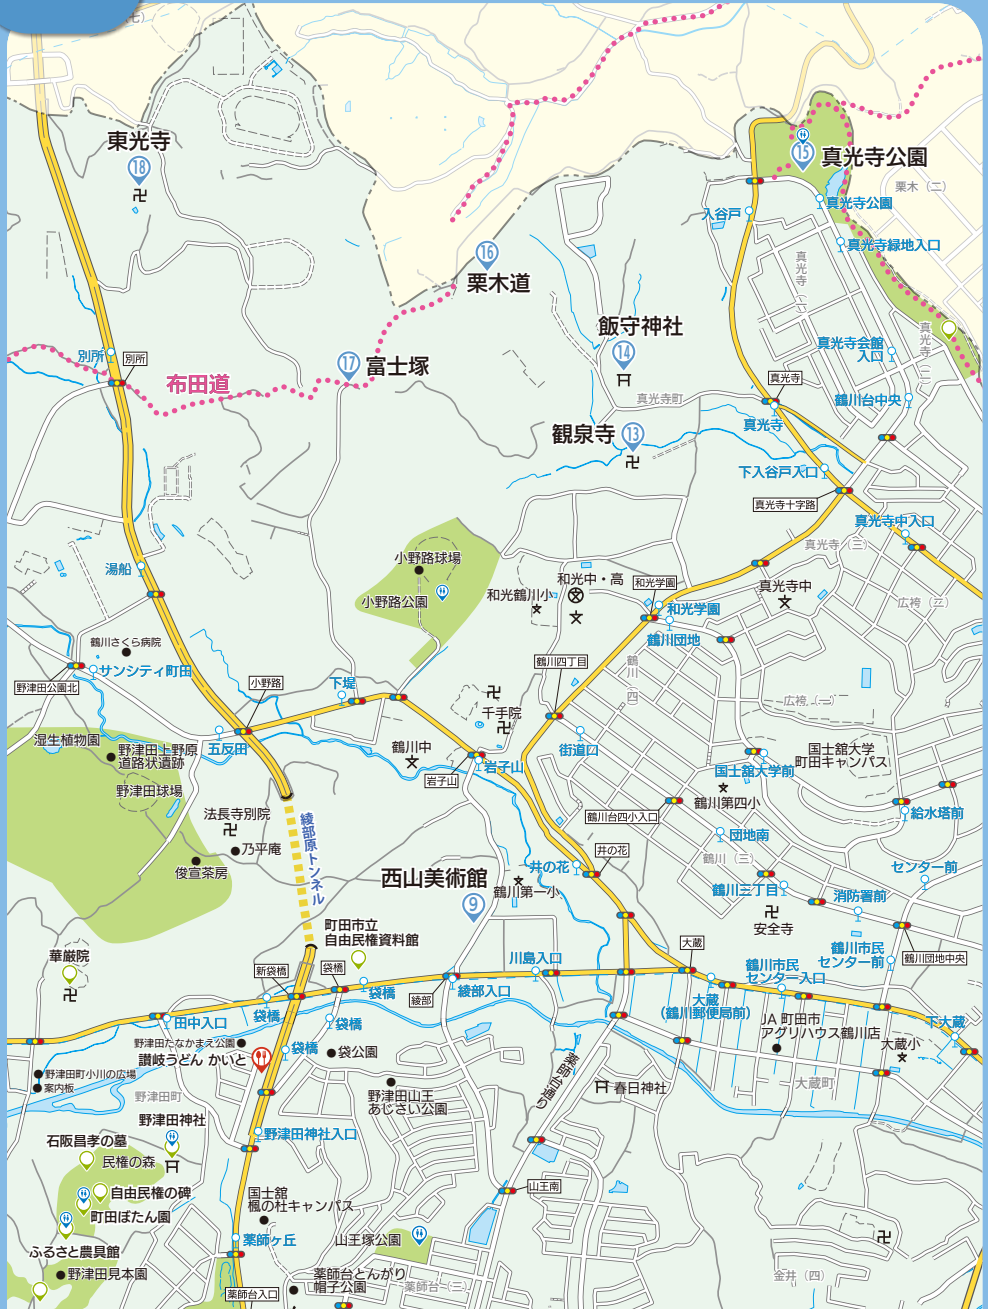 東光寺
18
15
真光寺公園
栗木（二）
入谷戸
真光寺公園
真光寺緑地入口
16
栗木道
飯守神社
14
真光寺会館
入口
別所
別所
17
富士塚
布田道
真光寺町
真光寺
真光寺
鶴川台中央
観泉寺
13
下入谷戸入口
真光寺十字路
真光寺中入口
真光寺（三）
湯船
小野路球場
小野路公園
和光中・高
和光鶴川小
和光学園
和光学園
真光寺中
鶴川団地
鶴川さくら病院
サンシティ町田
野津田公園北
小野路
下堤
鶴川四丁目
千手院
湿生植物園
野津田上野原
道路状遺跡
五反田
鶴川中
岩子山
岩子山
街道口
国士舘大学
町田キャンパス
国士舘大学前
野津田球場
法長寺別院
乃平庵
俊宣茶房
綾部原トンネル
鶴川第四小
鶴川台四小入口
給水塔前
団地南
井の花
井の花
鶴川（三）
センター前
西山美術館
9
鶴川第一小
鶴川三丁目
消防署前
安全寺
町田市立
自由民権資料館
華厳院
新袋橋
袋橋
川島入口
大蔵
鶴川市民
センター前
鶴川団地中央
鶴川市民
センター入口
袋橋
綾部
綾部入口
大蔵
（鶴川郵便局前）
田中入口
袋橋
袋橋
JA 町田市
アグリハウス鶴川店
下大蔵
大蔵小
野津田たなかまえ公園
讃岐うどん かいと
袋橋
袋公園
薬師台通り
野津田町小川の広場
案内板
野津田町
野津田山王
あじさい公園
春日神社
大蔵町
野津田神社
野津田神社入口
石阪昌孝の墓
民権の森
自由民権の碑
町田ぼたん園
国士舘
楓の杜キャンパス
山王南
ふるさと農具館
薬師ヶ丘
山王塚公園
野津田見本園
薬師台入口
薬師台とんがり
帽子公園
薬師台（三）
金井（四）